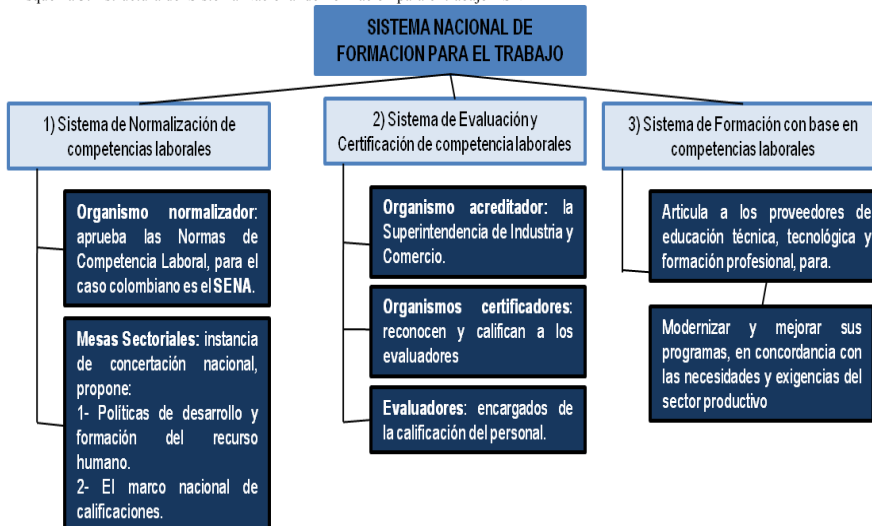 SISTEMA NACIONAL DE
FORMACION PARA EL TRABAJO
1) Sistema de Normalización de
competencias laborales
Organismo normalizador:
aprueba las Normas de
Competencia Laboral, para el
caso colombiano es el SENA.
Mesas Sectoriales: instancia
de concertación nacional,
propone:
1- Políticas de desarrollo y
formación del recurso
humano.
2- El marco nacional de
calificaciones.
2) Sistema de Evaluación y
Certificación de competencia laborales
Organismo acreditador: la
Superintendencia de Industria y
Comercio.
Organismos certificadores:
reconocen y califican a los
evaluadores
Evaluadores: encargados de
la calificación del personal.
3) Sistema de Formación con base en
competencias laborales
Articula a los proveedores de
educación técnica, tecnológica y
formación profesional, para.
Modernizar y mejorar sus
programas, en concordancia con
las necesidades y exigencias del
sector productivo